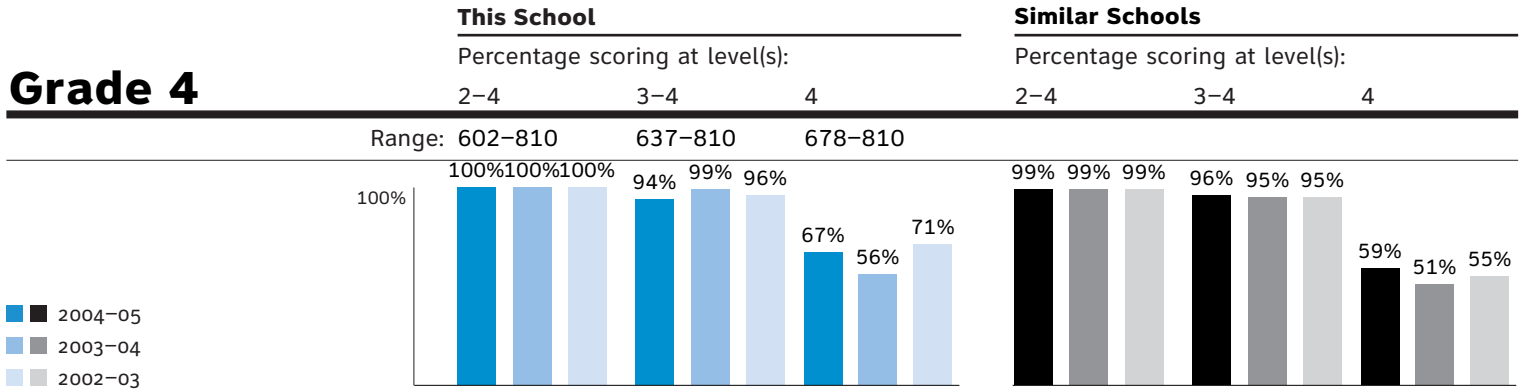 This School Similar Schools
Percentage scoring at level(s): Percentage scoring at level(s):
Grade 4 2–4 3–4 4 2–4 3–4 4
Range: 602–810 637–810 678–810
100% 100% 100% 94% 99% 96% 67% 56% 71% 99% 99% 99% 96% 95% 95% 59% 51% 55%
100%
2004–05
2003–04
2002–03